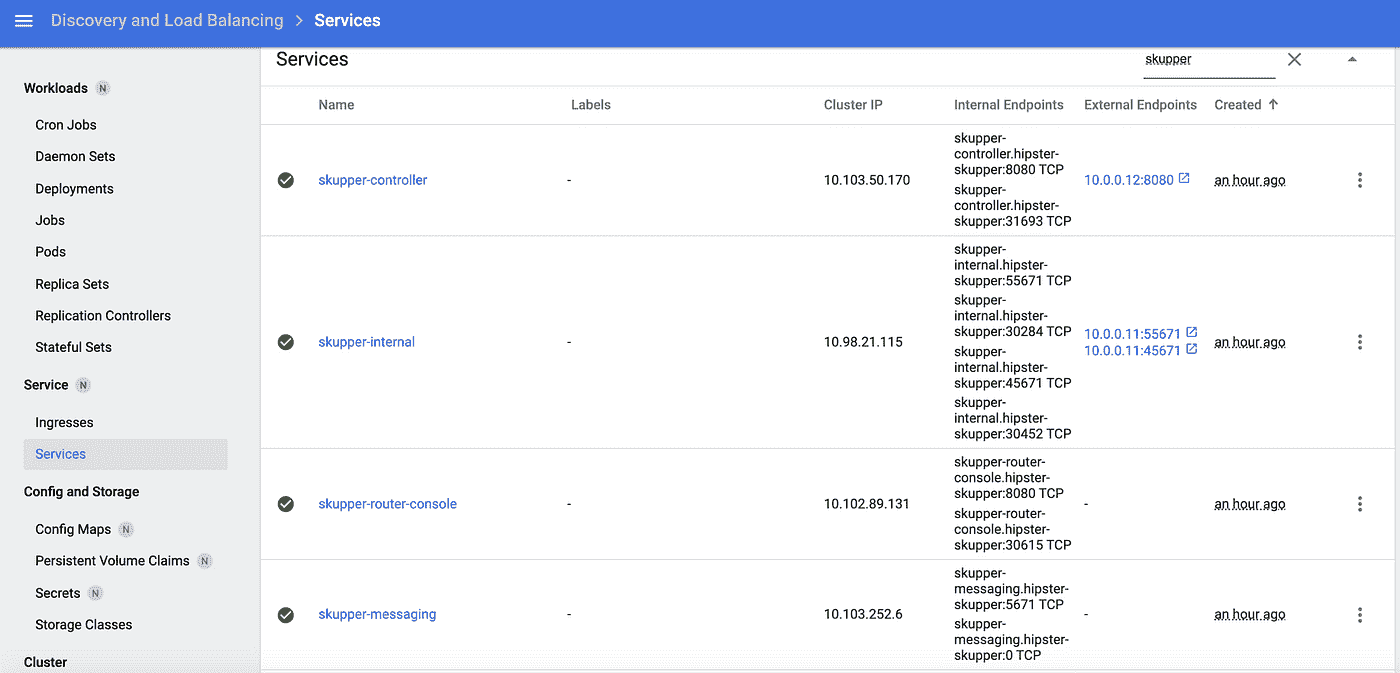 Discovery and Load Balancing > Services
Workloads N
Cron Jobs
Daemon Sets
Deployments
Jobs
Pods
Replica Sets
Replication Controllers
Stateful Sets
Service N
Ingresses
Services
Config and Storage
Config Maps N
Persistent Volume Claims N
Secrets N
Storage Classes
Cluster
Services
skupper
Name Labels Cluster IP Internal Endpoints External Endpoints Created ↑
skupper-controller - 10.103.50.170
skupper-
controller.hipster-
skupper:8080 TCP
skupper-
controller.hipster-
skupper:31693 TCP
10.0.0.12:8080
an hour ago
skupper-internal - 10.98.21.115
skupper-
internal.hipster-
skupper:55671 TCP
skupper-
internal.hipster-
skupper:30284 TCP
skupper-
internal.hipster-
skupper:45671 TCP
skupper-
internal.hipster-
skupper:30452 TCP
10.0.0.11:55671
10.0.0.11:45671
an hour ago
skupper-router-console - 10.102.89.131
skupper-router-
console.hipster-
skupper:8080 TCP
skupper-router-
console.hipster-
skupper:30615 TCP
-
an hour ago
skupper-messaging - 10.103.252.6
skupper-
messaging.hipster-
skupper:5671 TCP
skupper-
messaging.hipster-
skupper:0 TCP
-
an hour ago